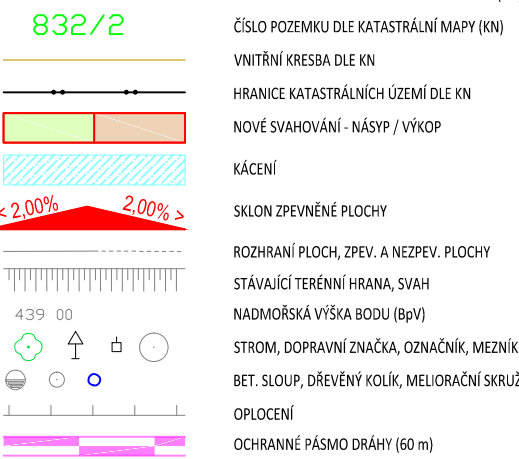 832/2 ČÍSLO POZEMKU DLE KATASTRÁLNÍ MAPY (KN)
VNITŘNÍ KRESBA DLE KN
HRANICE KATASTRÁLNÍCH ÚZEMÍ DLE KN
NOVÉ SVAHOVÁNÍ - NÁSYP / VÝKOP
KÁCENÍ
< 2,00% 2,00% > SKLON ZPEVNĚNÉ PLOCHY
ROZHRANÍ PLOCH, ZPEV. A NEZPEV. PLOCHY
STÁVAJÍCÍ TERÉNNÍ HRANA, SVAH
439 00 NADMOŘSKÁ VÝŠKA BODU (BpV)
STROM, DOPRAVNÍ ZNAČKA, OZNAČNÍK, MEZNÍK
BET. SLOUP, DŘEVĚNÝ KOLÍK, MELIORAČNÍ SKRUŽ
OPLOCENÍ
OCHRANNÉ PÁSMO DRÁHY (60 m)